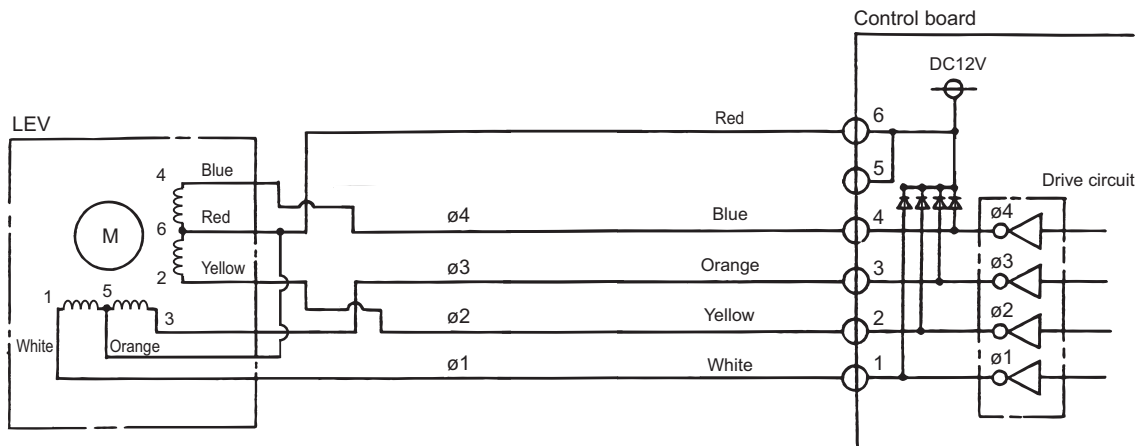 Control board
DC12V
LEV
Red
6
5
Drive circuit
4
Blue
ø4
Blue
4
ø4
6
Red
M
ø3
Orange
3
ø3
2
Yellow
1
5
3
ø2
Yellow
2
ø2
White
Orange
ø1
White
1
ø1